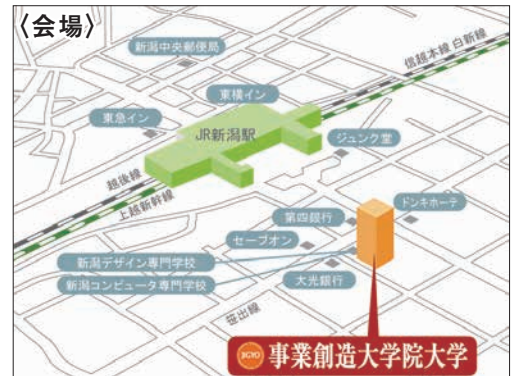 〈会場〉
新潟中央郵便局
信越本線 白新線
東横イン
東急イン
JR新潟駅
ジュンク堂
越後線
上越新幹線
ドンキホーテ
第四銀行
セーブオン
新潟デザイン専門学校
大光銀行
新潟コンピュータ専門学校
笹出線
JIGYO 事業創造大学院大学